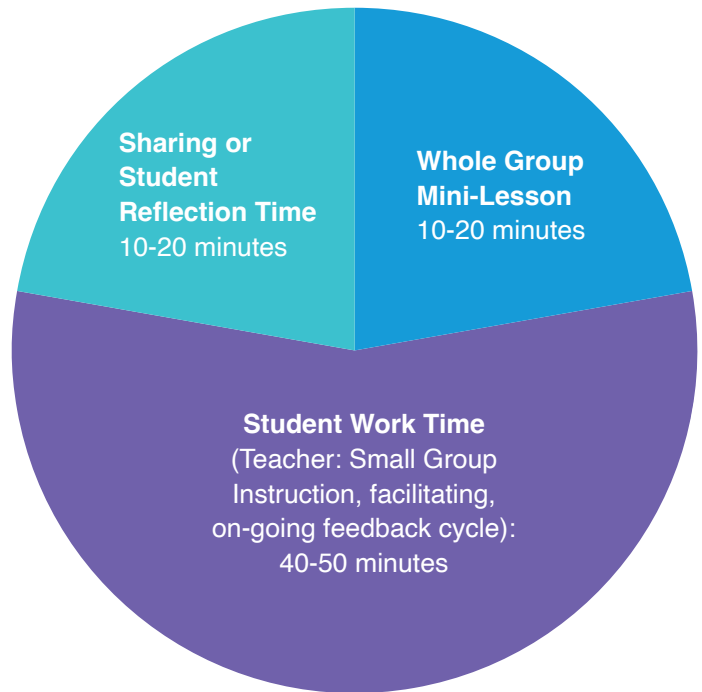 Sharing or
Student
Reflection Time
10-20 minutes
Whole Group
Mini-Lesson
10-20 minutes
Student Work Time
(Teacher: Small Group
Instruction, facilitating,
on-going feedback cycle):
40-50 minutes